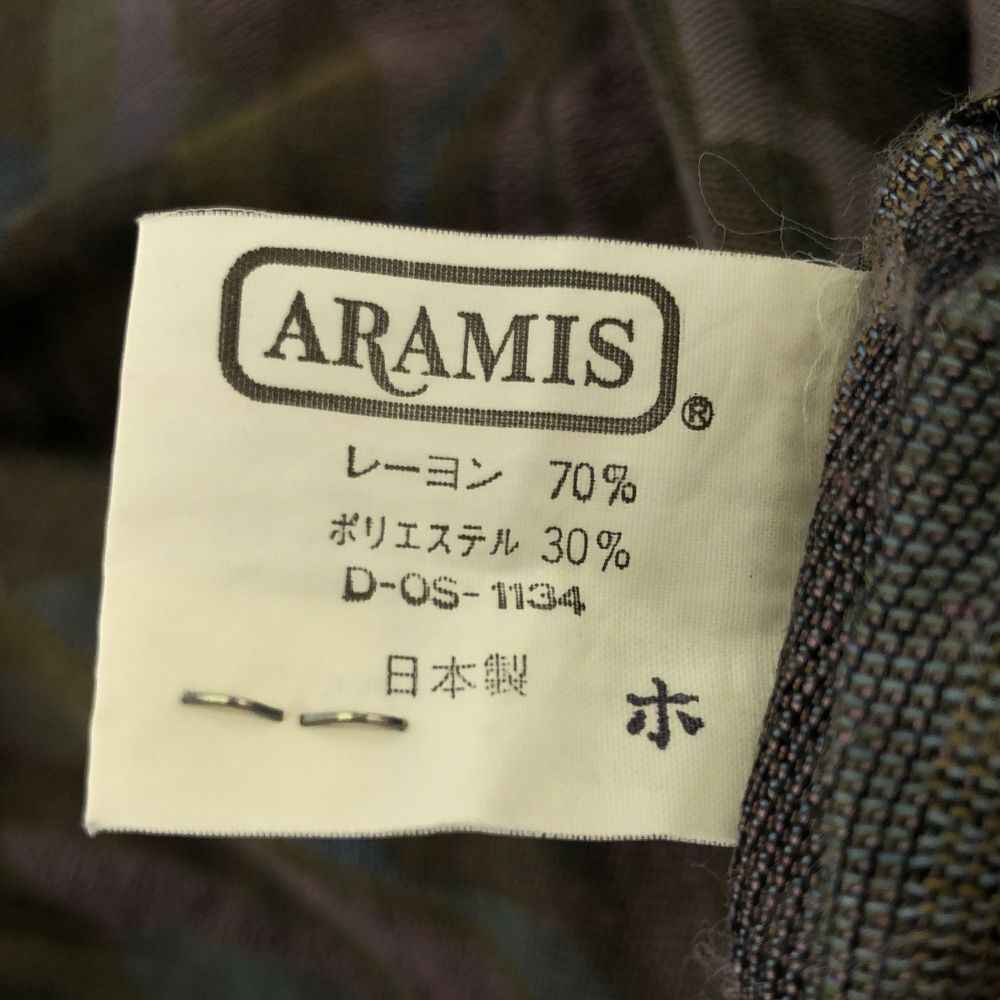 ARAMIS
®
レーヨン 70%
ポリエステル 30%
D-OS-1134
日本製
ホ